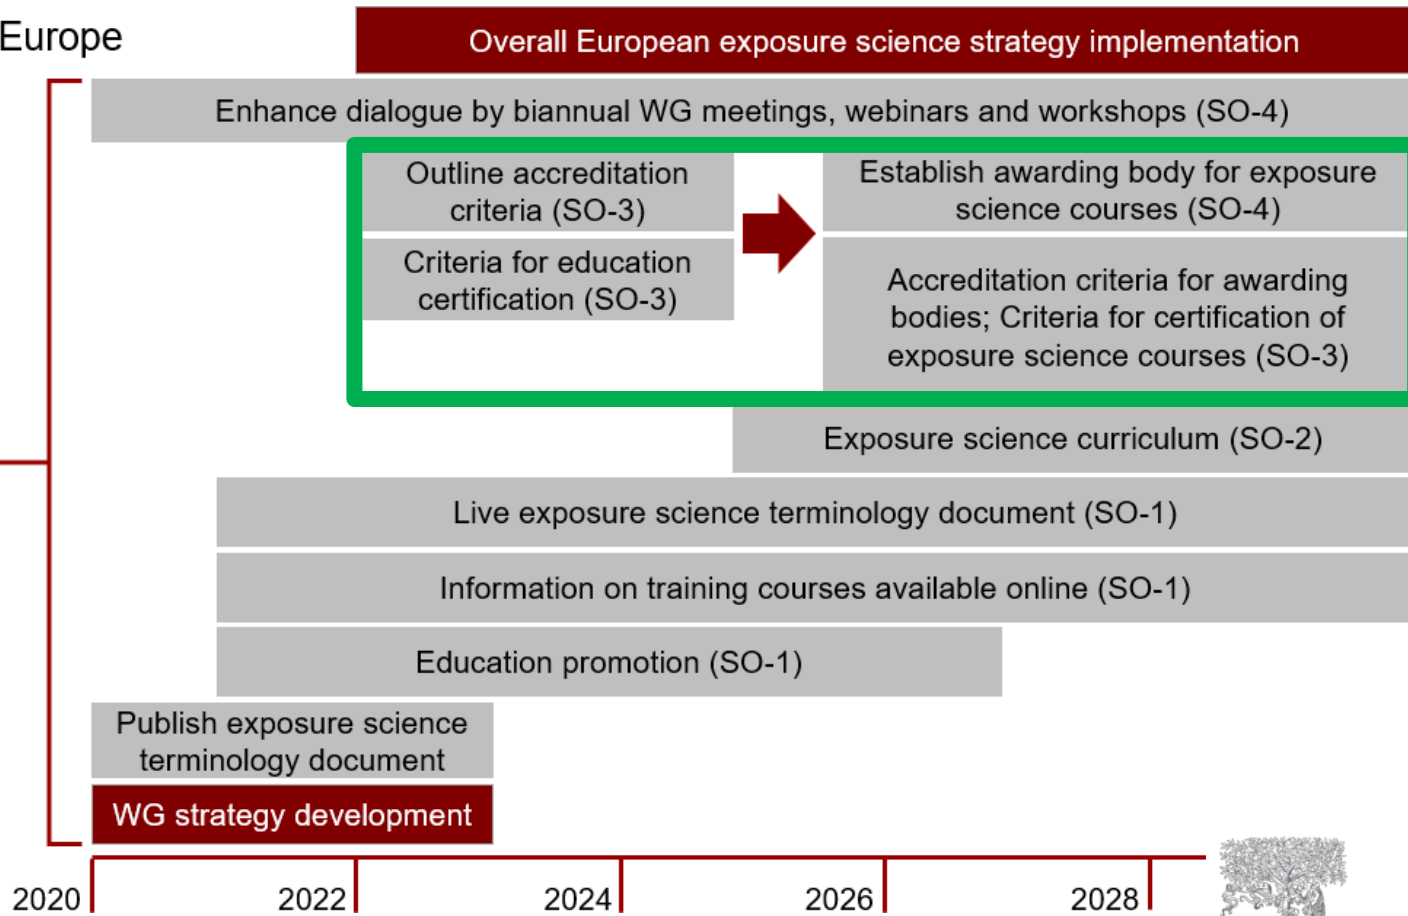 Europe
Overall European exposure science strategy implementation
Enhance dialogue by biannual WG meetings, webinars and workshops (SO-4)
Outline accreditation
criteria (SO-3)
Establish awarding body for exposure
science courses (SO-4)
Criteria for education
certification (SO-3)
Accreditation criteria for awarding
bodies; Criteria for certification of
exposure science courses (SO-3)
Exposure science curriculum (SO-2)
Live exposure science terminology document (SO-1)
Information on training courses available online (SO-1)
Education promotion (SO-1)
Publish exposure science
terminology document
WG strategy development
2020 2022 2024 2026 2028